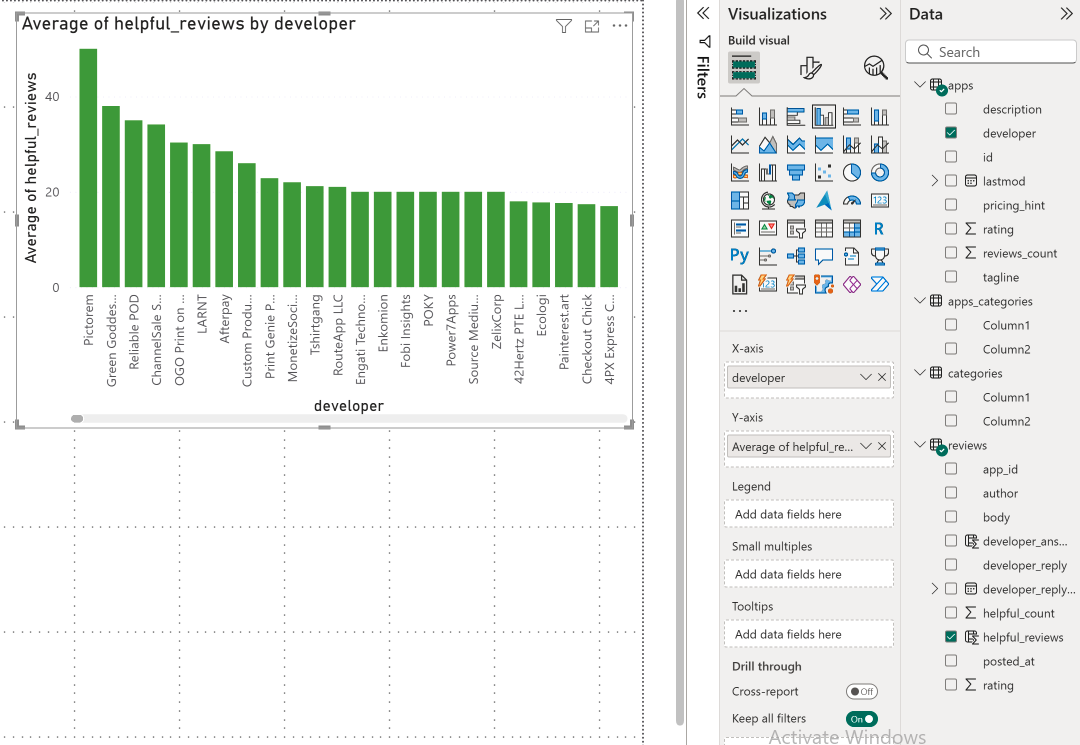 Average of helpful_reviews by developer
Average of helpful_reviews
40
20
0
Pictorem
Green Goddes...
Reliable POD
ChannelSale S...
OGO Print on ...
LARNT
Afterpay
Custom Produ...
Print Genie P...
MonetizeSoci...
Tshirtgang
RouteApp LLC
Engati Techno...
Enkomion
Fobi Insights
POKY
Power7Apps
Source Mediu...
ZelixCorp
42Hertz PTE L...
Ecologi
Painterest.art
Checkout Chick
4PX Express C...
developer
Filters
Visualizations
Build visual
123
R
Py
123
...
X-axis
developer
Y-axis
Average of helpful_re...
Legend
Add data fields here
Small multiples
Add data fields here
Tooltips
Add data fields here
Drill through
Cross-report
Off
Keep all filters
On
Data
Search
apps
description
developer
id
lastmod
pricing_hint
Σ rating
Σ reviews_count
tagline
apps_categories
Column1
Column2
categories
Column1
Column2
reviews
app_id
author
body
developer_ans...
developer_reply
developer_reply...
Σ helpful_count
helpful_reviews
posted_at
Σ rating
Activate Windows